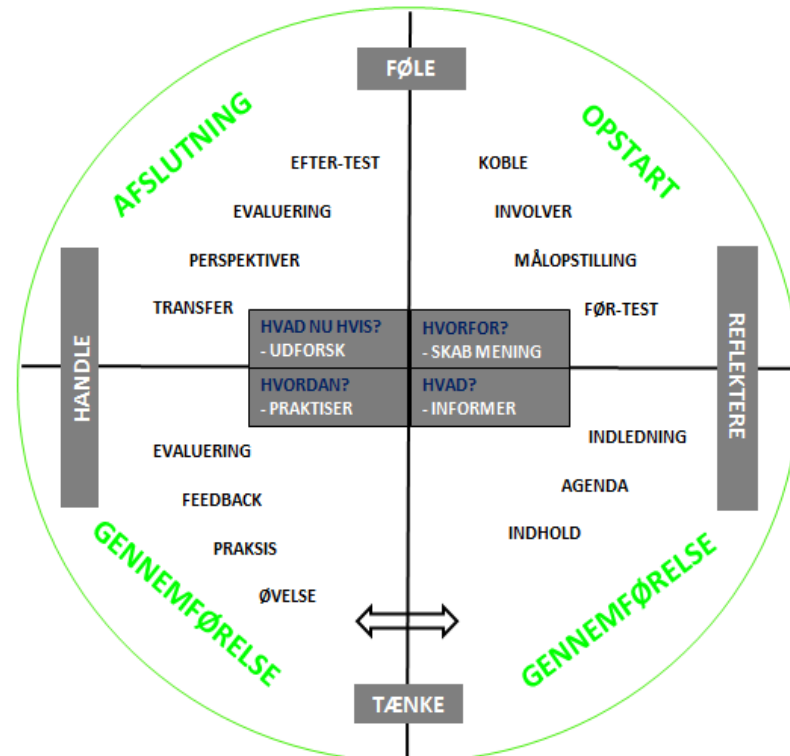 FØLE
AFSLUTNING
OPSTART
EFTER-TEST
KOBLE
EVALUERING
INVOLVER
PERSPEKTIVER
MÅLOPSTILLING
TRANSFER
FØR-TEST
HVAD NU HVIS?
- UDFORSK
HVORFOR?
- SKAB MENING
HANDLE
REFLEKTERE
HVORDAN?
- PRAKTISER
HVAD?
- INFORMER
EVALUERING
INDLEDNING
FEEDBACK
AGENDA
PRAKSIS
INDHOLD
ØVELSE
GENNEMFØRELSE
GENNEMFØRELSE
TÆNKE